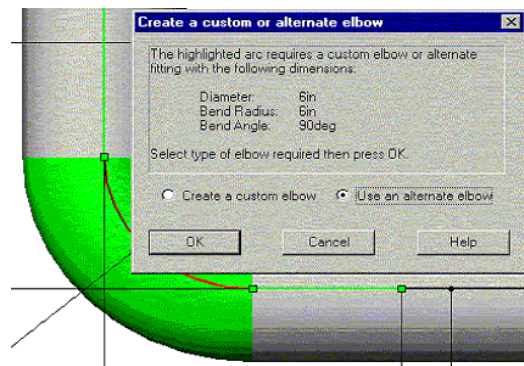 Create a custom or alternate elbow
The highlighted arc requires a custom elbow or alternate
fitting with the following dimensions:
Diameter: 6in
Bend Radius: 6in
Bend Angle: 90deg
Select type of elbow required then press OK.
Create a custom elbow Use an alternate elbow
OK Cancel Help